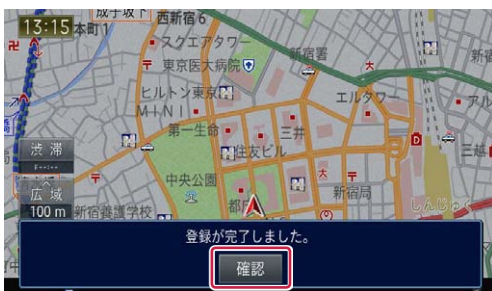 成子坂下
西新宿6
13:15
本町1
スクエアタワー
新宿署
東京医大病院
ヒルトン東京
MINI
エルタワー
第一生命
三井
渋滞
住友ビル
三越
中央公園
新宿局
広域
100m
新宿養護学校
都庁
しんじゅく
登録が完了しました。
確認